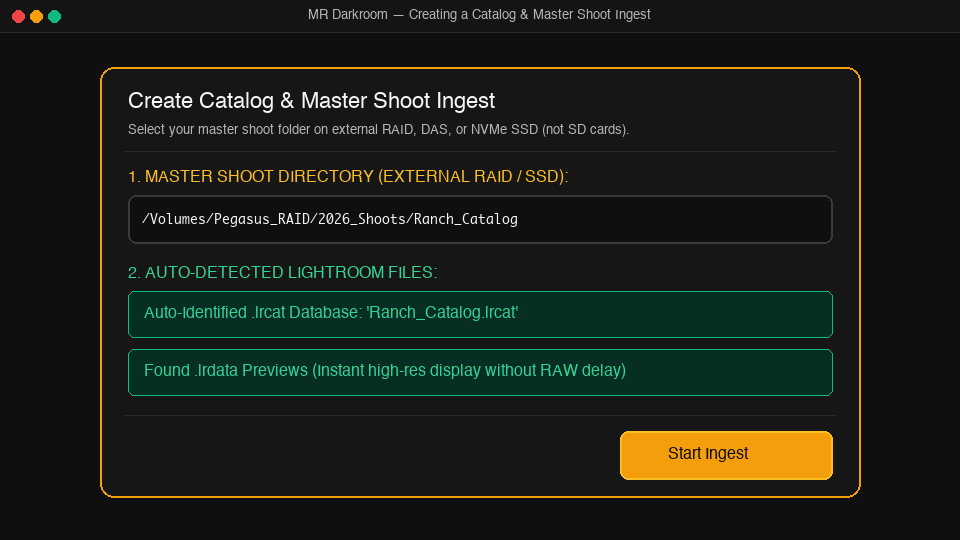 MR Darkroom — Creating a Catalog & Master Shoot Ingest
Create Catalog & Master Shoot Ingest
Select your master shoot folder on external RAID, DAS, or NVMe SSD (not SD cards).
1. MASTER SHOOT DIRECTORY (EXTERNAL RAID / SSD):
/Volumes/Pegasus_RAID/2026_Shoots/Ranch_Catalog
2. AUTO-DETECTED LIGHTROOM FILES:
Auto-Identified .lrcat Database: 'Ranch_Catalog.lrcat'
Found .lrdata Previews (Instant high-res display without RAW delay)
Start Ingest